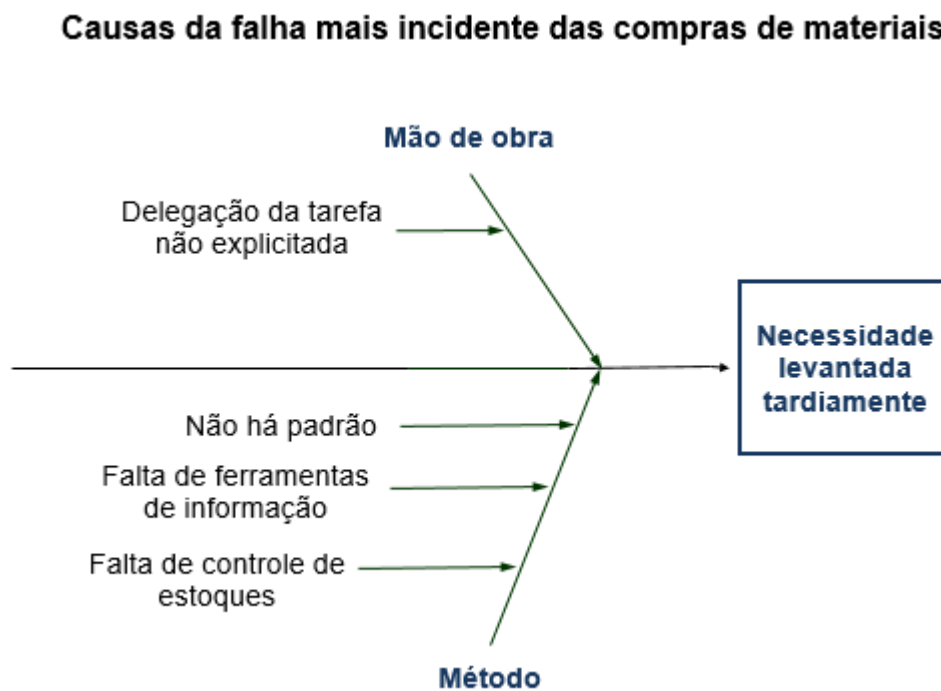 Causas da falha mais incidente das compras de materiais
Mão de obra
Delegação da tarefa
não explicitada
Necessidade
levantada
tardiamente
Não há padrão
Falta de ferramentas
de informação
Falta de controle de
estoques
Método